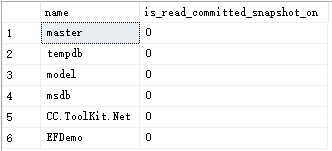 name is_read_committed_snapshot_on
1 master 0
2 tempdb 0
3 model 0
4 msdb 0
5 CC.ToolKit.Net 0
6 EFDemo 0